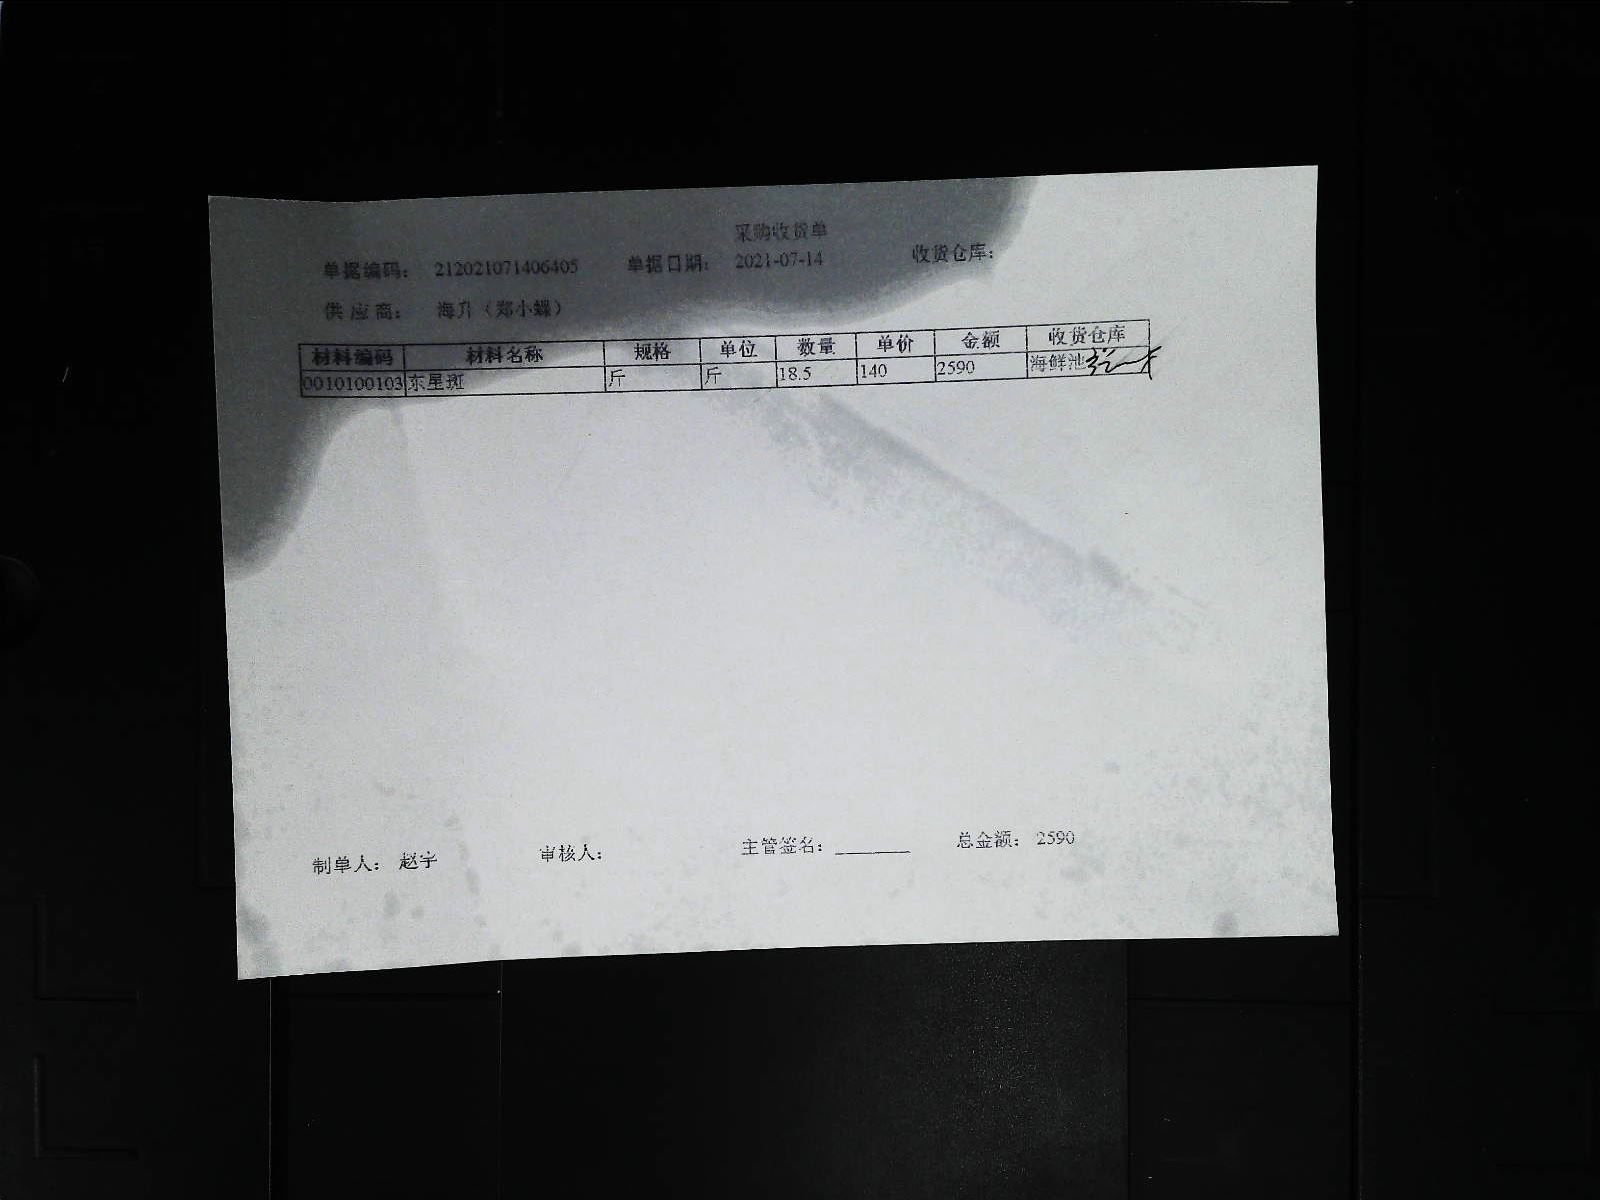 采购收货单
单据编码： 212021071406405 单据日期： 2021-07-14 收货仓库：
供 应 商： 海升（郑小蝶）
材料编码 材料名称 规格 单位 数量 单价 金额 收货仓库
0010100103 东星斑 斤 斤 18.5 140 2590 海鲜池
制单人： 赵宇 审核人： 主管签名： 总金额： 2590